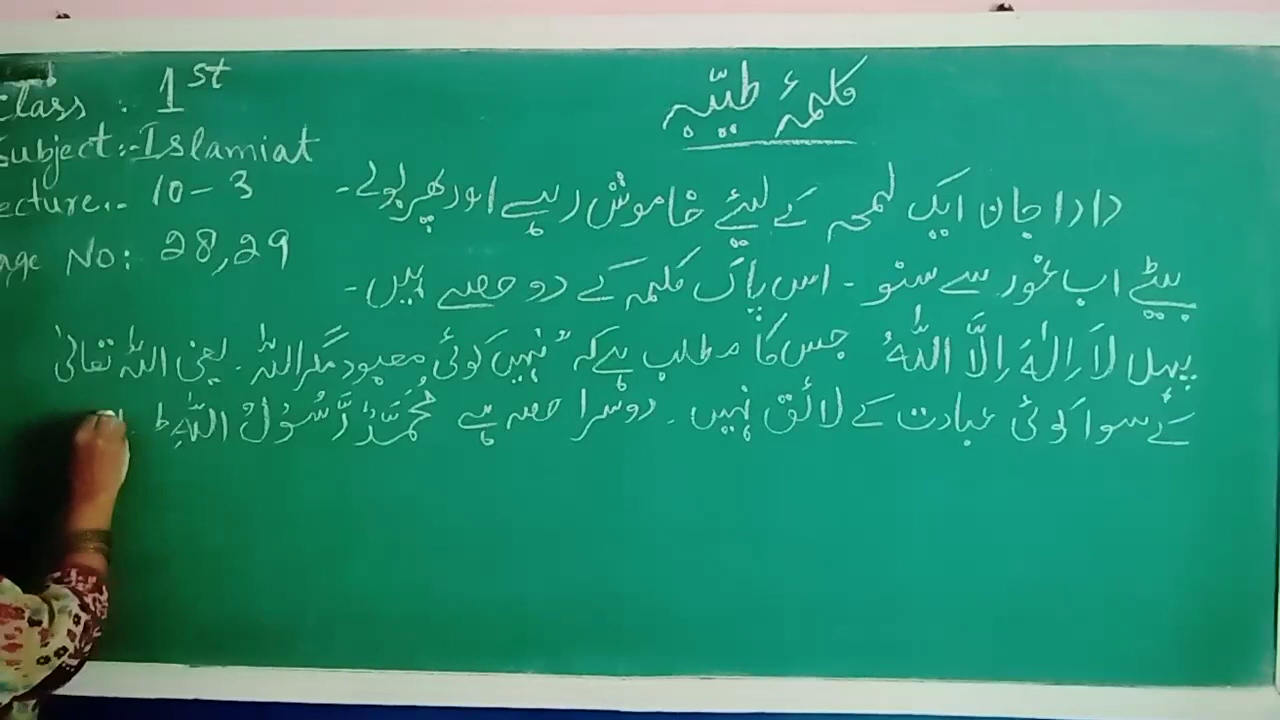 Class : 1st
Subject:- Islamiat
Lecture.- 10-3
Page No: 28,29
کلمۂ طیّبہ
دادا جان ایک لمحہ کے لیئے خاموش رہے اور پھر بولے۔
بیٹے اب غور سے سنو ۔ اس پاک کلمہ کے دو حصے ہیں۔
پہلا لَا اِلٰهَ اِلَّا اللّٰهُ جس کا مطلب ہے کہ " نہیں کوئی معبود مگر اللہ ۔ یعنی اللہ تعالیٰ
کے سوا کوئی عبادت کے لائق نہیں ۔ دوسرا حصہ ہے مُحَمَّدٌ رَّسُوْلُ اللّٰهِ ط